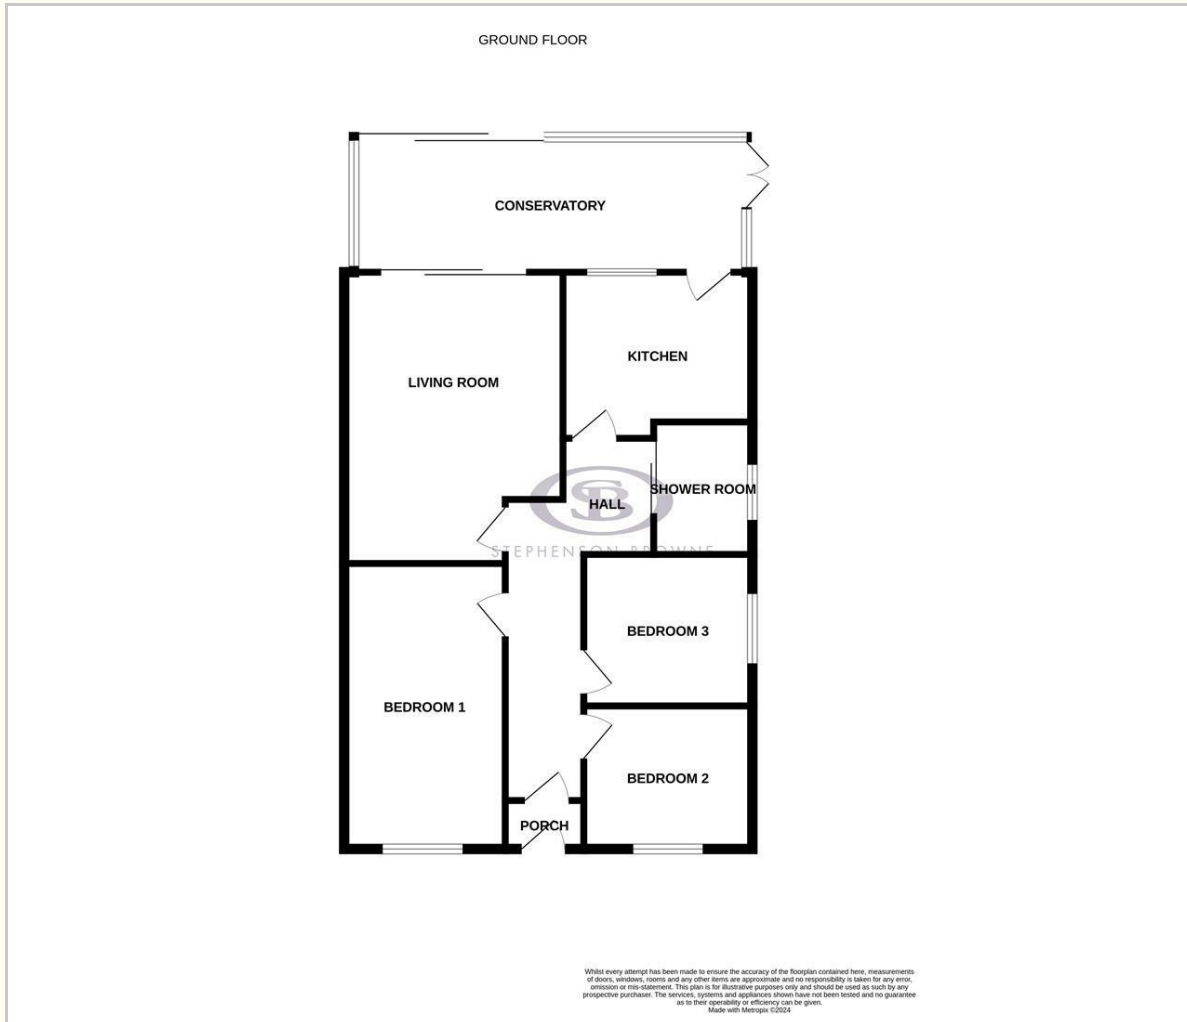 GROUND FLOOR
CONSERVATORY
KITCHEN
LIVING ROOM
SHOWER ROOM
HALL
SB
STEPHENSON BROWNE
BEDROOM 3
BEDROOM 1
BEDROOM 2
PORCH
Whilst every attempt has been made to ensure the accuracy of the floorplan contained here, measurements
of doors, windows, rooms and any other items are approximate and no responsibility is taken for any error,
omission or mis-statement. This plan is for illustrative purposes only and should be used as such by any
prospective purchaser. The services, systems and appliances shown have not been tested and no guarantee
as to their operability or efficiency can be given.
Made with Metropix ©2024